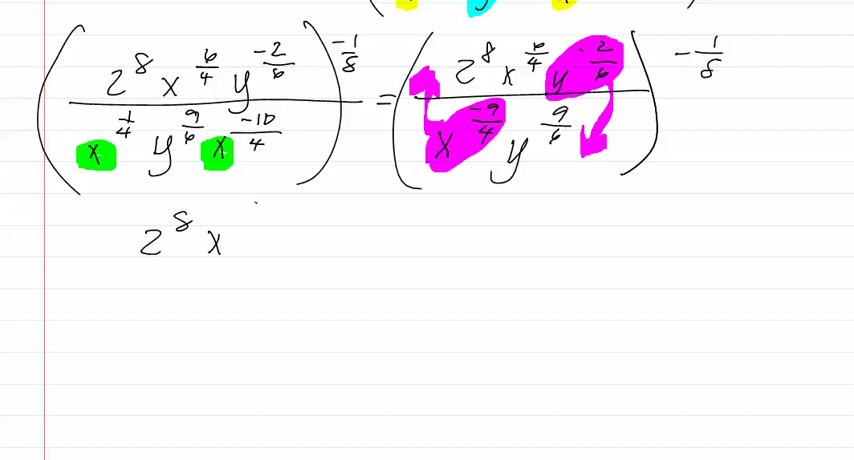 (2^8 x^(6/4) y^(-2/6) / x^(1/4) y^(9/6) x^(-10/4))^(-1/8) = (2^8 x^(6/4) y^(-2/6) / x^(-9/4) y^(9/6))^(-1/8)
2^8 x